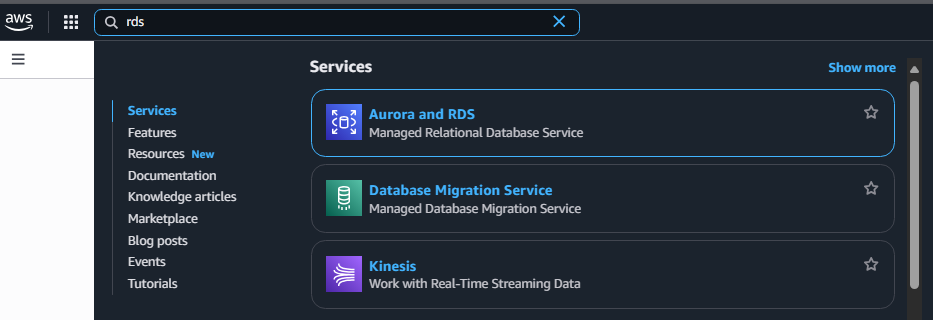 aws
rds
Services
Show more
Services
Features
Resources New
Documentation
Knowledge articles
Marketplace
Blog posts
Events
Tutorials
Aurora and RDS
Managed Relational Database Service
Database Migration Service
Managed Database Migration Service
Kinesis
Work with Real-Time Streaming Data